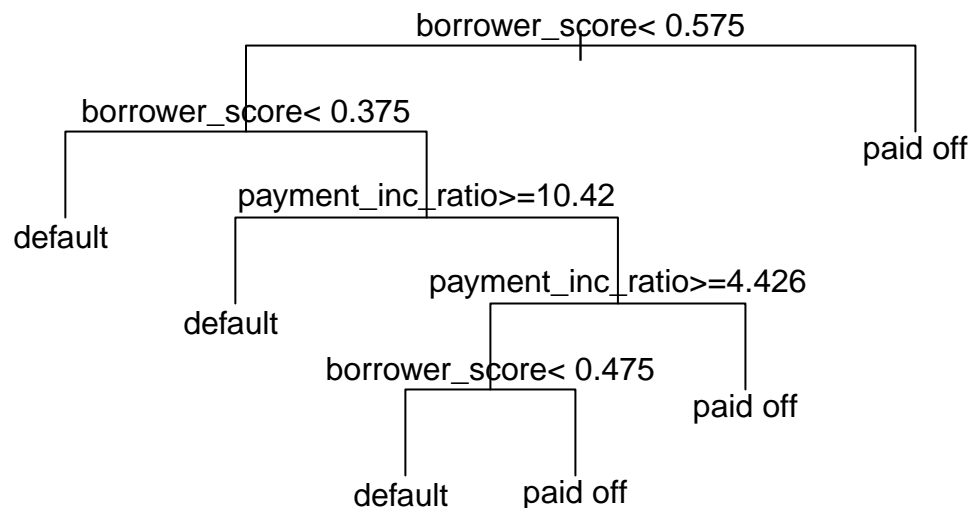 borrower_score< 0.575
borrower_score< 0.375
paid off
payment_inc_ratio>=10.42
default
payment_inc_ratio>=4.426
default
borrower_score< 0.475
paid off
default
paid off